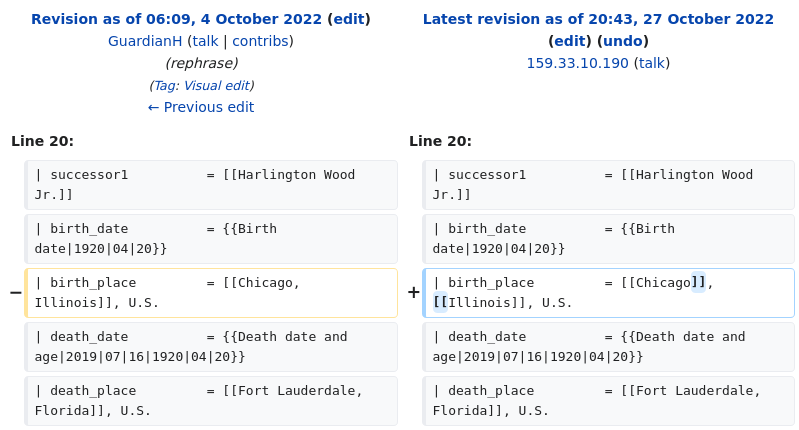 Revision as of 06:09, 4 October 2022 (edit)
GuardianH (talk | contribs)
(rephrase)
(Tag: Visual edit)
← Previous edit
Latest revision as of 20:43, 27 October 2022
(edit) (undo)
159.33.10.190 (talk)
Line 20:
| successor1 = [[Harlington Wood
Jr.]]
| birth_date = {{Birth
date|1920|04|20}}
− | birth_place = [[Chicago,
Illinois]], U.S.
| death_date = {{Death date and
age|2019|07|16|1920|04|20}}
| death_place = [[Fort Lauderdale,
Florida]], U.S.
Line 20:
| successor1 = [[Harlington Wood
Jr.]]
| birth_date = {{Birth
date|1920|04|20}}
+ | birth_place = [[Chicago]],
[[Illinois]], U.S.
| death_date = {{Death date and
age|2019|07|16|1920|04|20}}
| death_place = [[Fort Lauderdale,
Florida]], U.S.